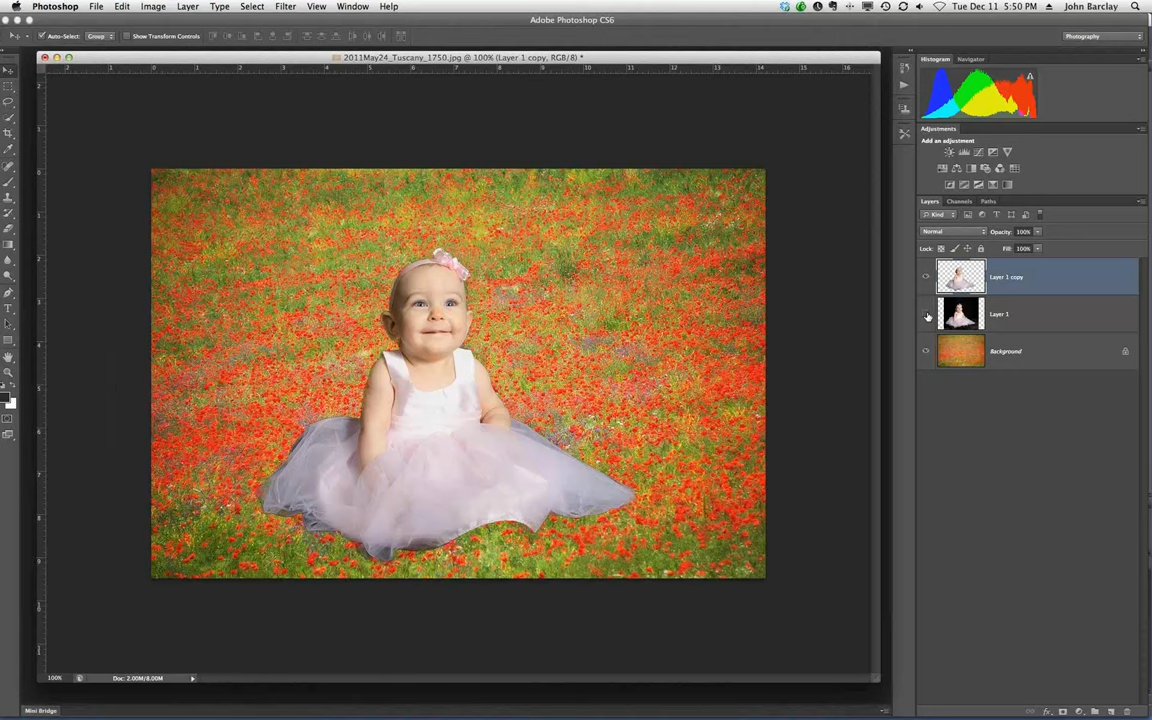 Photoshop File Edit Image Layer Type Select Filter View Window Help
Tue Dec 11 5:50 PM John Barclay
Adobe Photoshop CS6
Auto-Select: Group Show Transform Controls
Photography
2011May24_Tuscany_1750.jpg @ 100% (Layer 1 copy, RGB/8) *
Histogram Navigator
Adjustments
Add an adjustment
Layers Channels Paths
Kind
Normal Opacity: 100%
Lock: Fill: 100%
Layer 1 copy
Layer 1
Background
100% Doc: 2.00M/8.00M
Mini Bridge